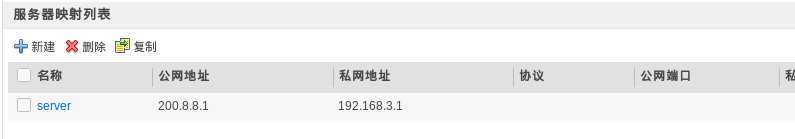 服务器映射列表
新建 删除 复制
名称 公网地址 私网地址 协议 公网端口 私
server 200.8.8.1 192.168.3.1